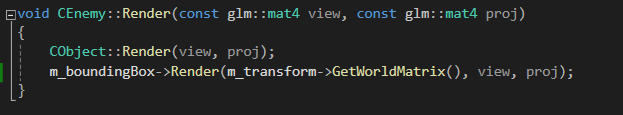 void CEnemy::Render(const glm::mat4 view, const glm::mat4 proj)
{
CObject::Render(view, proj);
m_boundingBox->Render(m_transform->GetWorldMatrix(), view, proj);
}